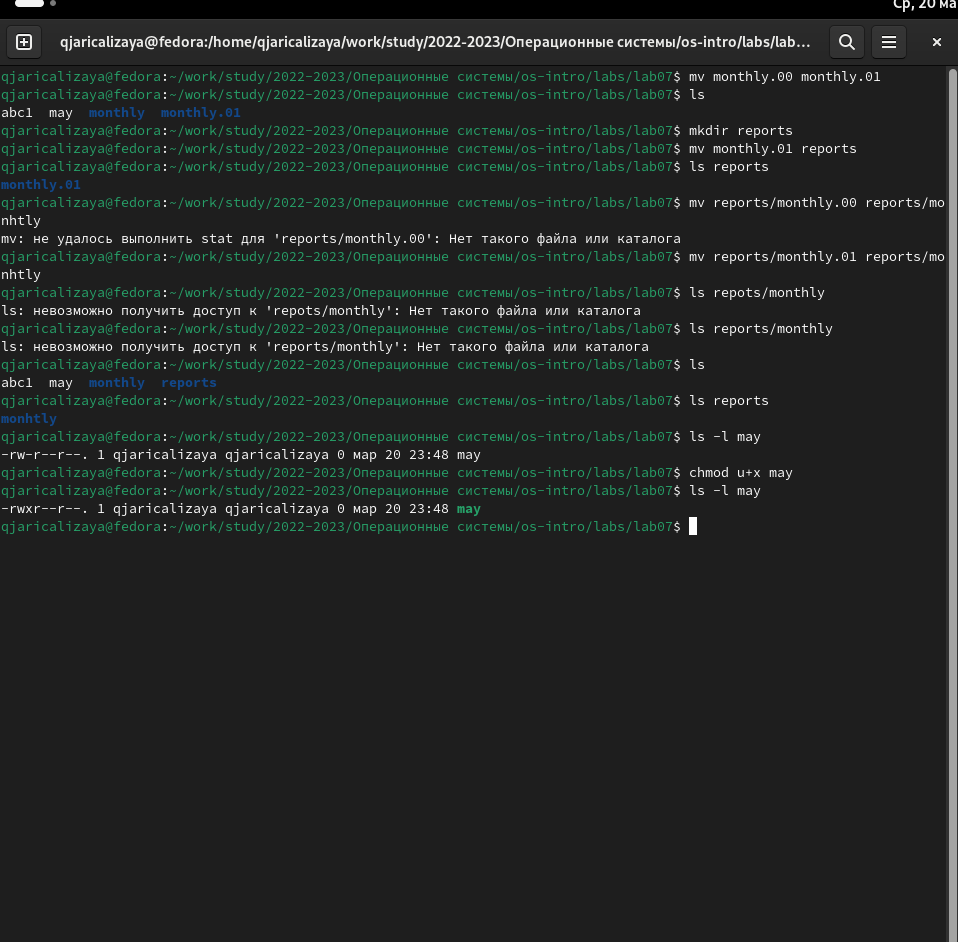 Ср, 20 ма
qjaricalizaya@fedora:/home/qjaricalizaya/work/study/2022-2023/Операционные системы/os-intro/labs/lab...
qjaricalizaya@fedora:~/work/study/2022-2023/Операционные системы/os-intro/labs/lab07$ mv monthly.00 monthly.01
qjaricalizaya@fedora:~/work/study/2022-2023/Операционные системы/os-intro/labs/lab07$ ls
abc1  may  monthly  monthly.01
qjaricalizaya@fedora:~/work/study/2022-2023/Операционные системы/os-intro/labs/lab07$ mkdir reports
qjaricalizaya@fedora:~/work/study/2022-2023/Операционные системы/os-intro/labs/lab07$ mv monthly.01 reports
qjaricalizaya@fedora:~/work/study/2022-2023/Операционные системы/os-intro/labs/lab07$ ls reports
monthly.01
qjaricalizaya@fedora:~/work/study/2022-2023/Операционные системы/os-intro/labs/lab07$ mv reports/monthly.00 reports/mo
nhtly
mv: не удалось выполнить stat для 'reports/monthly.00': Нет такого файла или каталога
qjaricalizaya@fedora:~/work/study/2022-2023/Операционные системы/os-intro/labs/lab07$ mv reports/monthly.01 reports/mo
nhtly
qjaricalizaya@fedora:~/work/study/2022-2023/Операционные системы/os-intro/labs/lab07$ ls repots/monthly
ls: невозможно получить доступ к 'repots/monthly': Нет такого файла или каталога
qjaricalizaya@fedora:~/work/study/2022-2023/Операционные системы/os-intro/labs/lab07$ ls reports/monthly
ls: невозможно получить доступ к 'reports/monthly': Нет такого файла или каталога
qjaricalizaya@fedora:~/work/study/2022-2023/Операционные системы/os-intro/labs/lab07$ ls
abc1  may  monthly  reports
qjaricalizaya@fedora:~/work/study/2022-2023/Операционные системы/os-intro/labs/lab07$ ls reports
monhtly
qjaricalizaya@fedora:~/work/study/2022-2023/Операционные системы/os-intro/labs/lab07$ ls -l may
-rw-r--r--. 1 qjaricalizaya qjaricalizaya 0 мар 20 23:48 may
qjaricalizaya@fedora:~/work/study/2022-2023/Операционные системы/os-intro/labs/lab07$ chmod u+x may
qjaricalizaya@fedora:~/work/study/2022-2023/Операционные системы/os-intro/labs/lab07$ ls -l may
-rwxr--r--. 1 qjaricalizaya qjaricalizaya 0 мар 20 23:48 may
qjaricalizaya@fedora:~/work/study/2022-2023/Операционные системы/os-intro/labs/lab07$